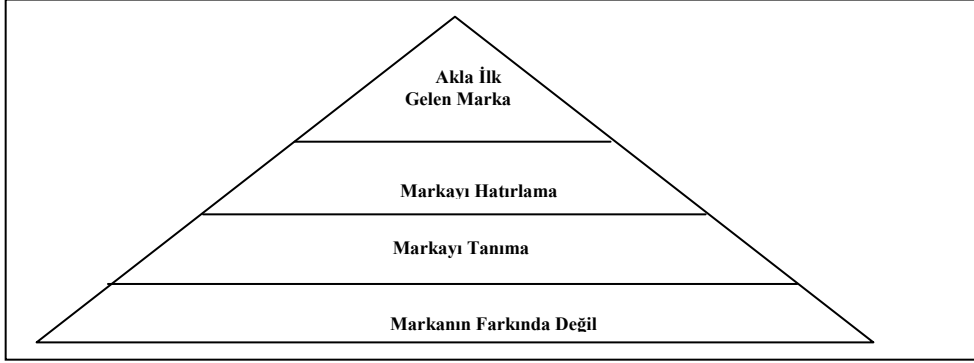 Akla İlk
Gelen Marka
Markayı Hatırlama
Markayı Tanıma
Markanın Farkında Değil